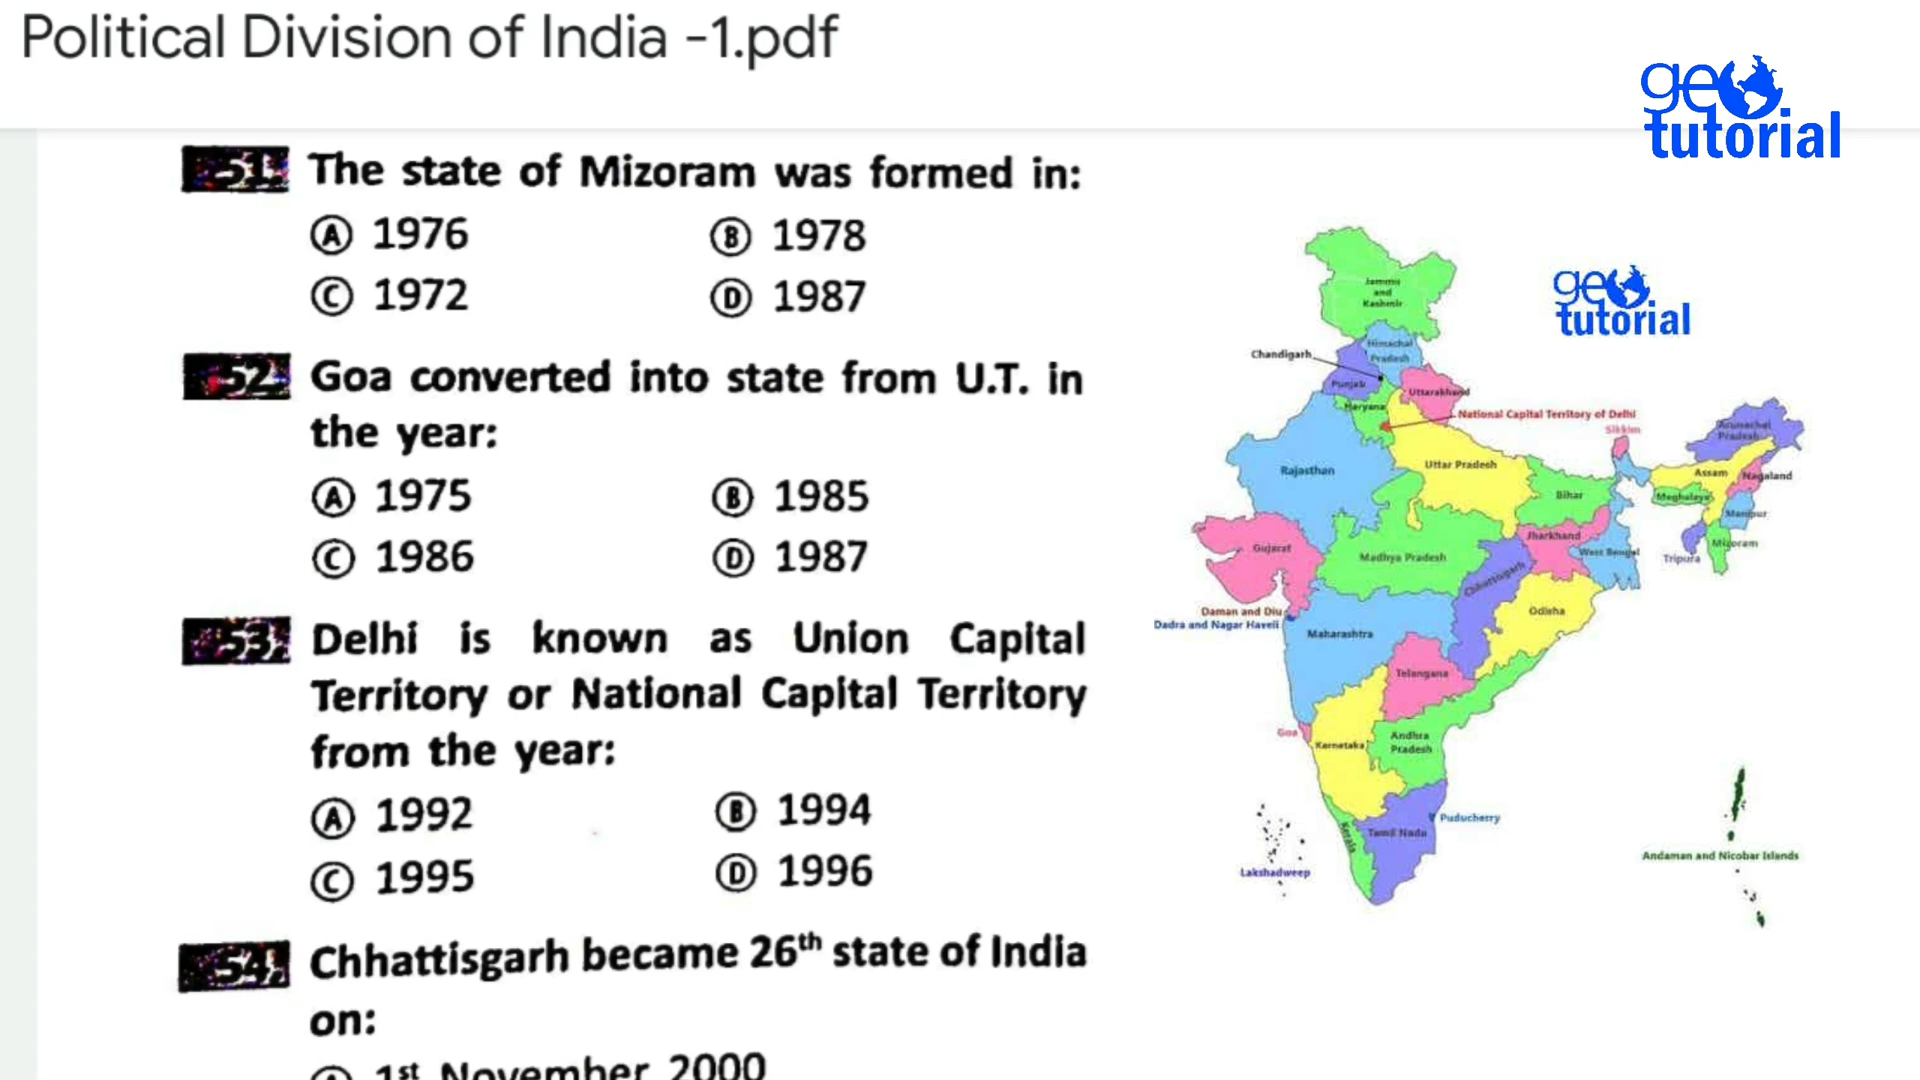 Political Division of India -1.pdf
geo
tutorial
51. The state of Mizoram was formed in:
Ⓐ 1976 Ⓑ 1978
Ⓒ 1972 Ⓓ 1987
52. Goa converted into state from U.T. in
the year:
Ⓐ 1975 Ⓑ 1985
Ⓒ 1986 Ⓓ 1987
53. Delhi is known as Union Capital
Territory or National Capital Territory
from the year:
Ⓐ 1992 Ⓑ 1994
Ⓒ 1995 Ⓓ 1996
54. Chhattisgarh became 26th state of India
on:
Ⓐ 1st November 2000
geo
tutorial
Jammu
and
Kashmir
Himachal
Pradesh
Chandigarh
Punjab
Uttarakhand
Haryana
National Capital Territory of Delhi
Sikkim
Arunachal
Pradesh
Rajasthan
Uttar Pradesh
Assam
Nagaland
Bihar
Meghalaya
Manipur
Jharkhand
Mizoram
Gujarat
Madhya Pradesh
West Bengal
Tripura
Chhattisgarh
Daman and Diu
Odisha
Dadra and Nagar Haveli
Maharashtra
Telangana
Goa
Karnataka
Andhra
Pradesh
Kerala
Tamil Nadu
Puducherry
Lakshadweep
Andaman and Nicobar Islands